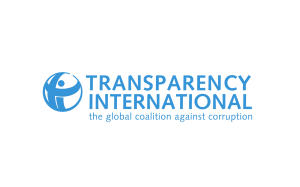 TRANSPARENCY
INTERNATIONAL
the global coalition against corruption